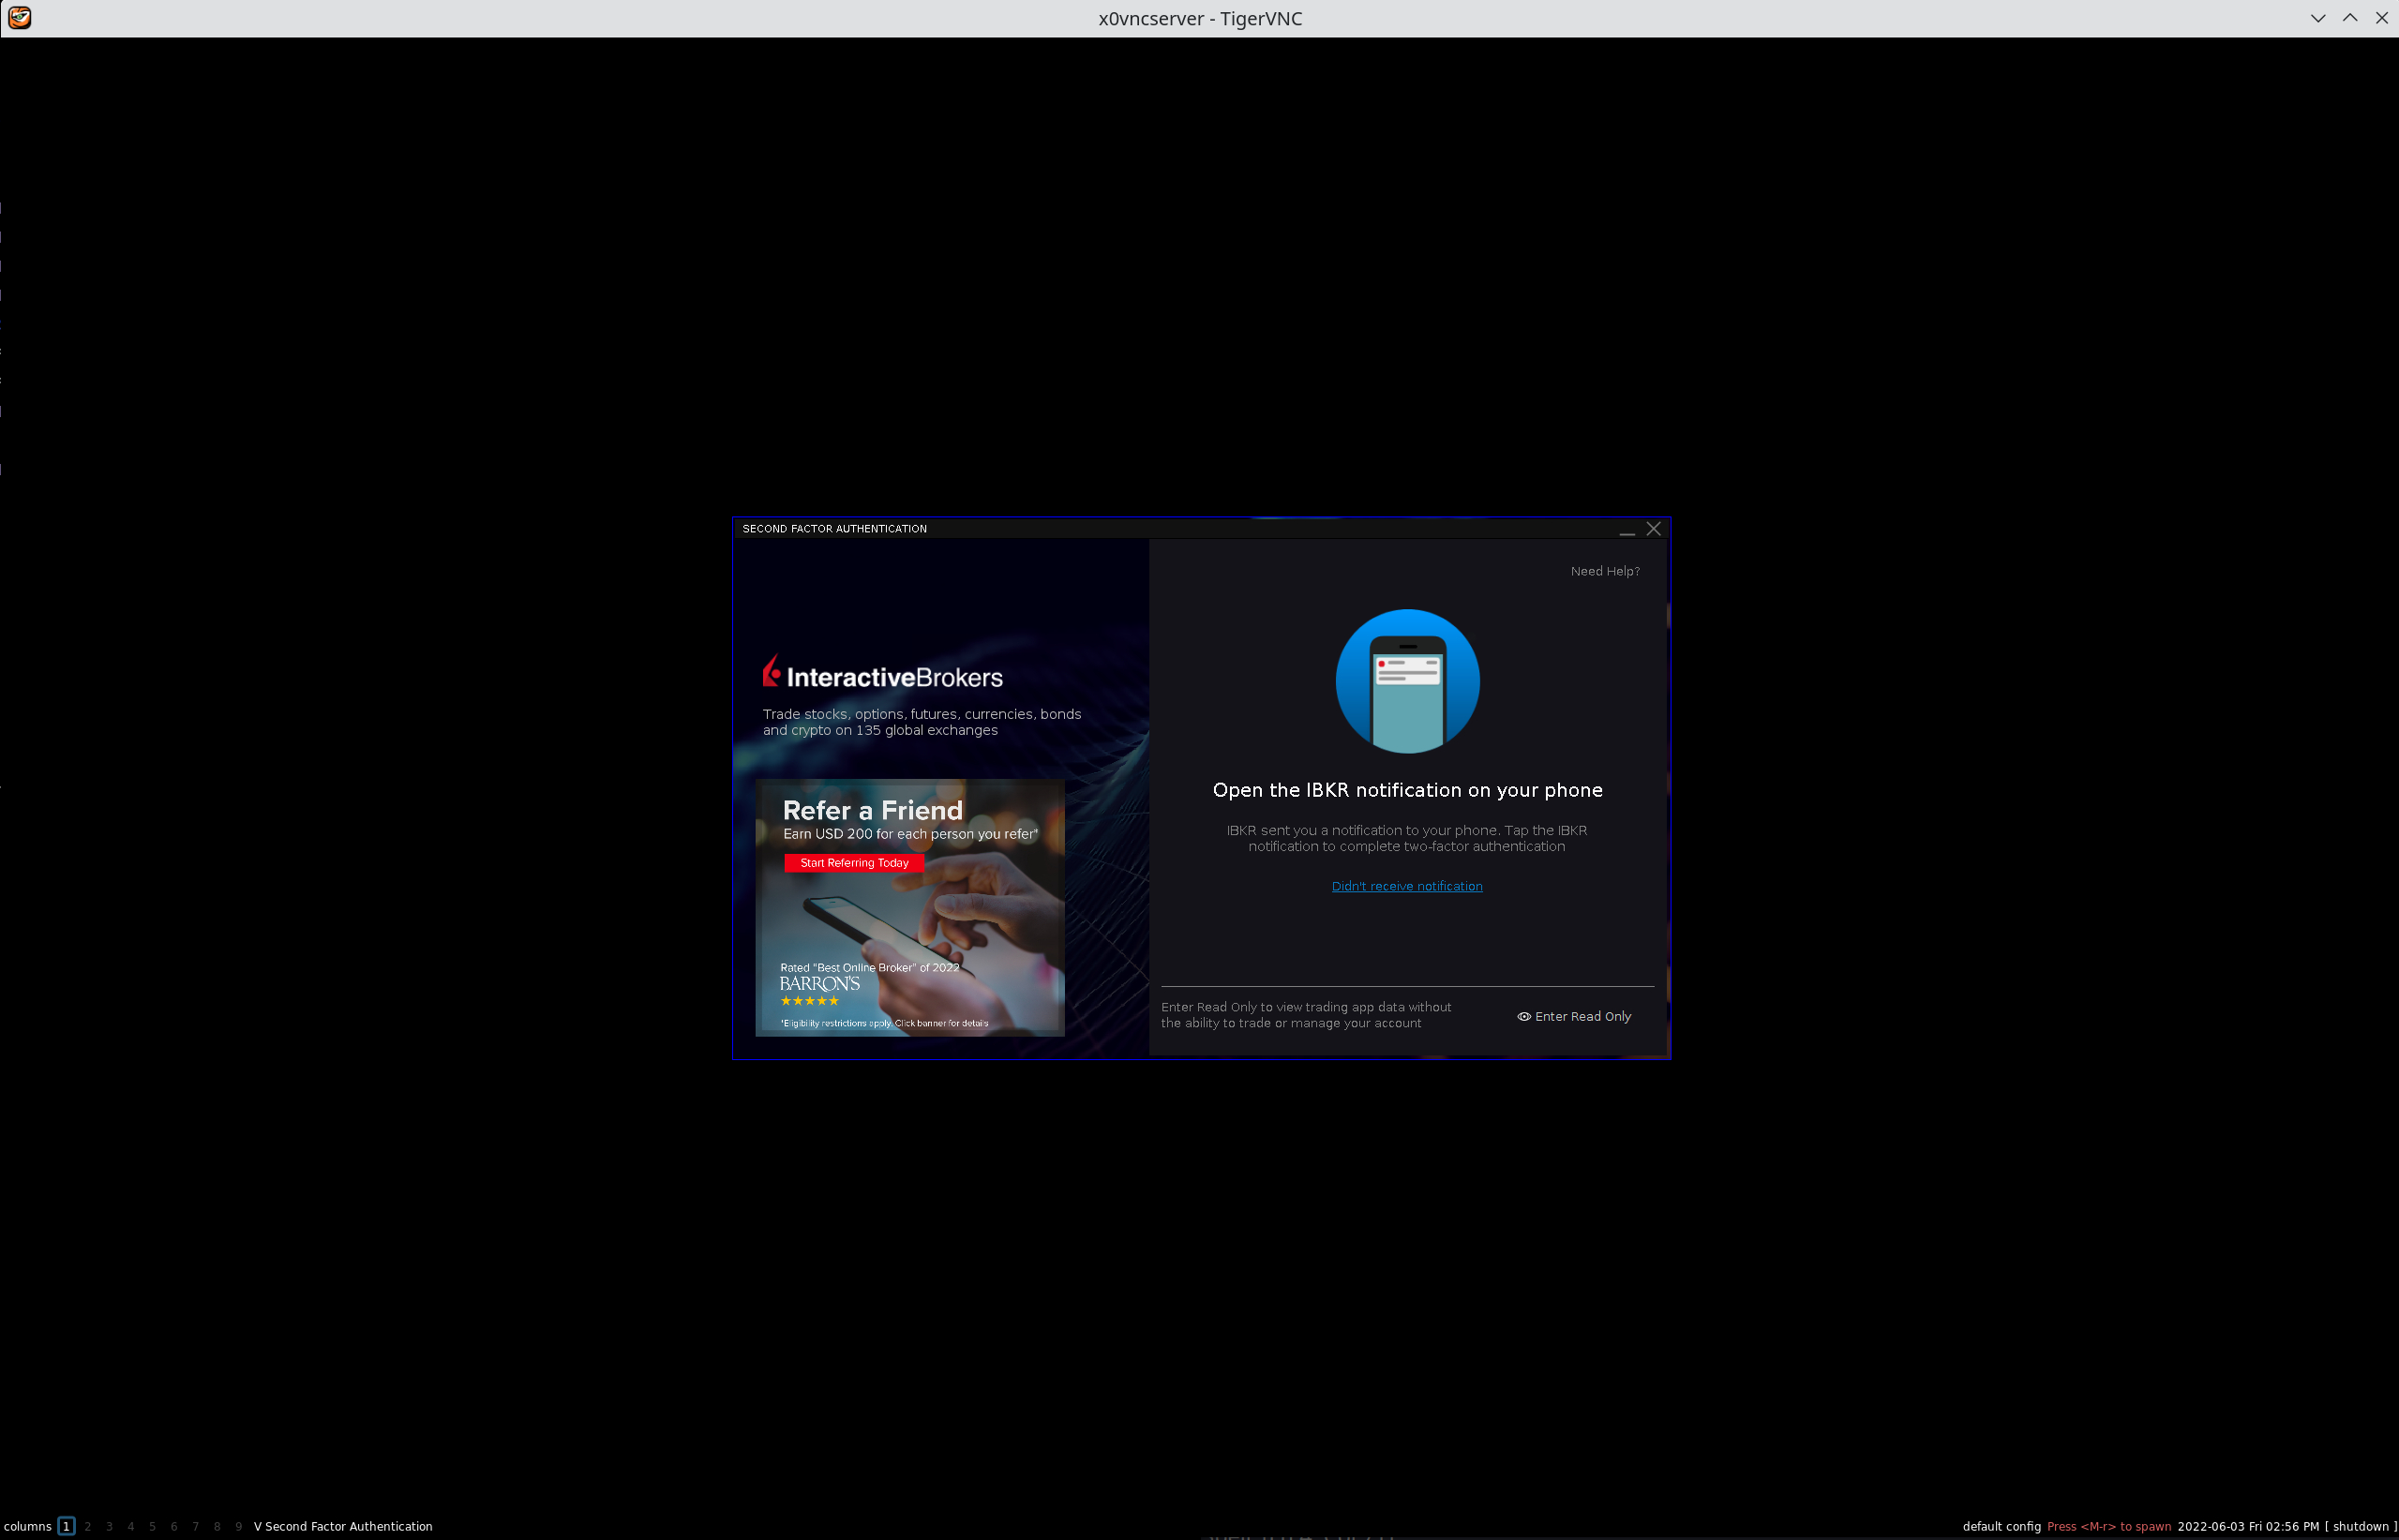 x0vncserver - TigerVNC
SECOND FACTOR AUTHENTICATION
InteractiveBrokers
Trade stocks, options, futures, currencies, bonds
and crypto on 135 global exchanges
Refer a Friend
Earn USD 200 for each person you refer*
Start Referring Today
Rated "Best Online Broker" of 2022
BARRON'S
*Eligibility restrictions apply. Click banner for details
Need Help?
Open the IBKR notification on your phone
IBKR sent you a notification to your phone. Tap the IBKR
notification to complete two-factor authentication
Didn't receive notification
Enter Read Only to view trading app data without
the ability to trade or manage your account
Enter Read Only
columns 1 2 3 4 5 6 7 8 9 V Second Factor Authentication
default config Press <M-r> to spawn 2022-06-03 Fri 02:56 PM [ shutdown ]